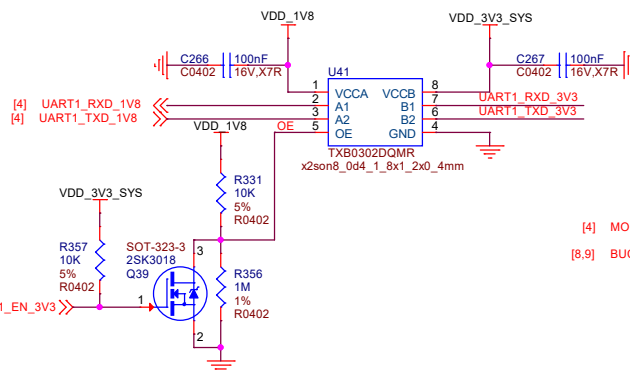 VDD_1V8
VDD_3V3_SYS
C266
100nF
C0402
16V,X7R
C267
100nF
C0402
16V,X7R
U41
1
VCCA
VCCB
8
[4] UART1_RXD_1V8
2
A1
B1
7
UART1_RXD_3V3
[4] UART1_TXD_1V8
3
A2
B2
6
UART1_TXD_3V3
VDD_1V8
OE
5
OE
GND
4
TXB0302DQMR
x2son8_0d4_1_8x1_2x0_4mm
R331
10K
5%
R0402
VDD_3V3_SYS
R357
10K
5%
R0402
SOT-323-3
2SK3018
Q39
3
R356
1M
1%
R0402
1_EN_3V3
1
2
[4] MO
[8,9] BUC